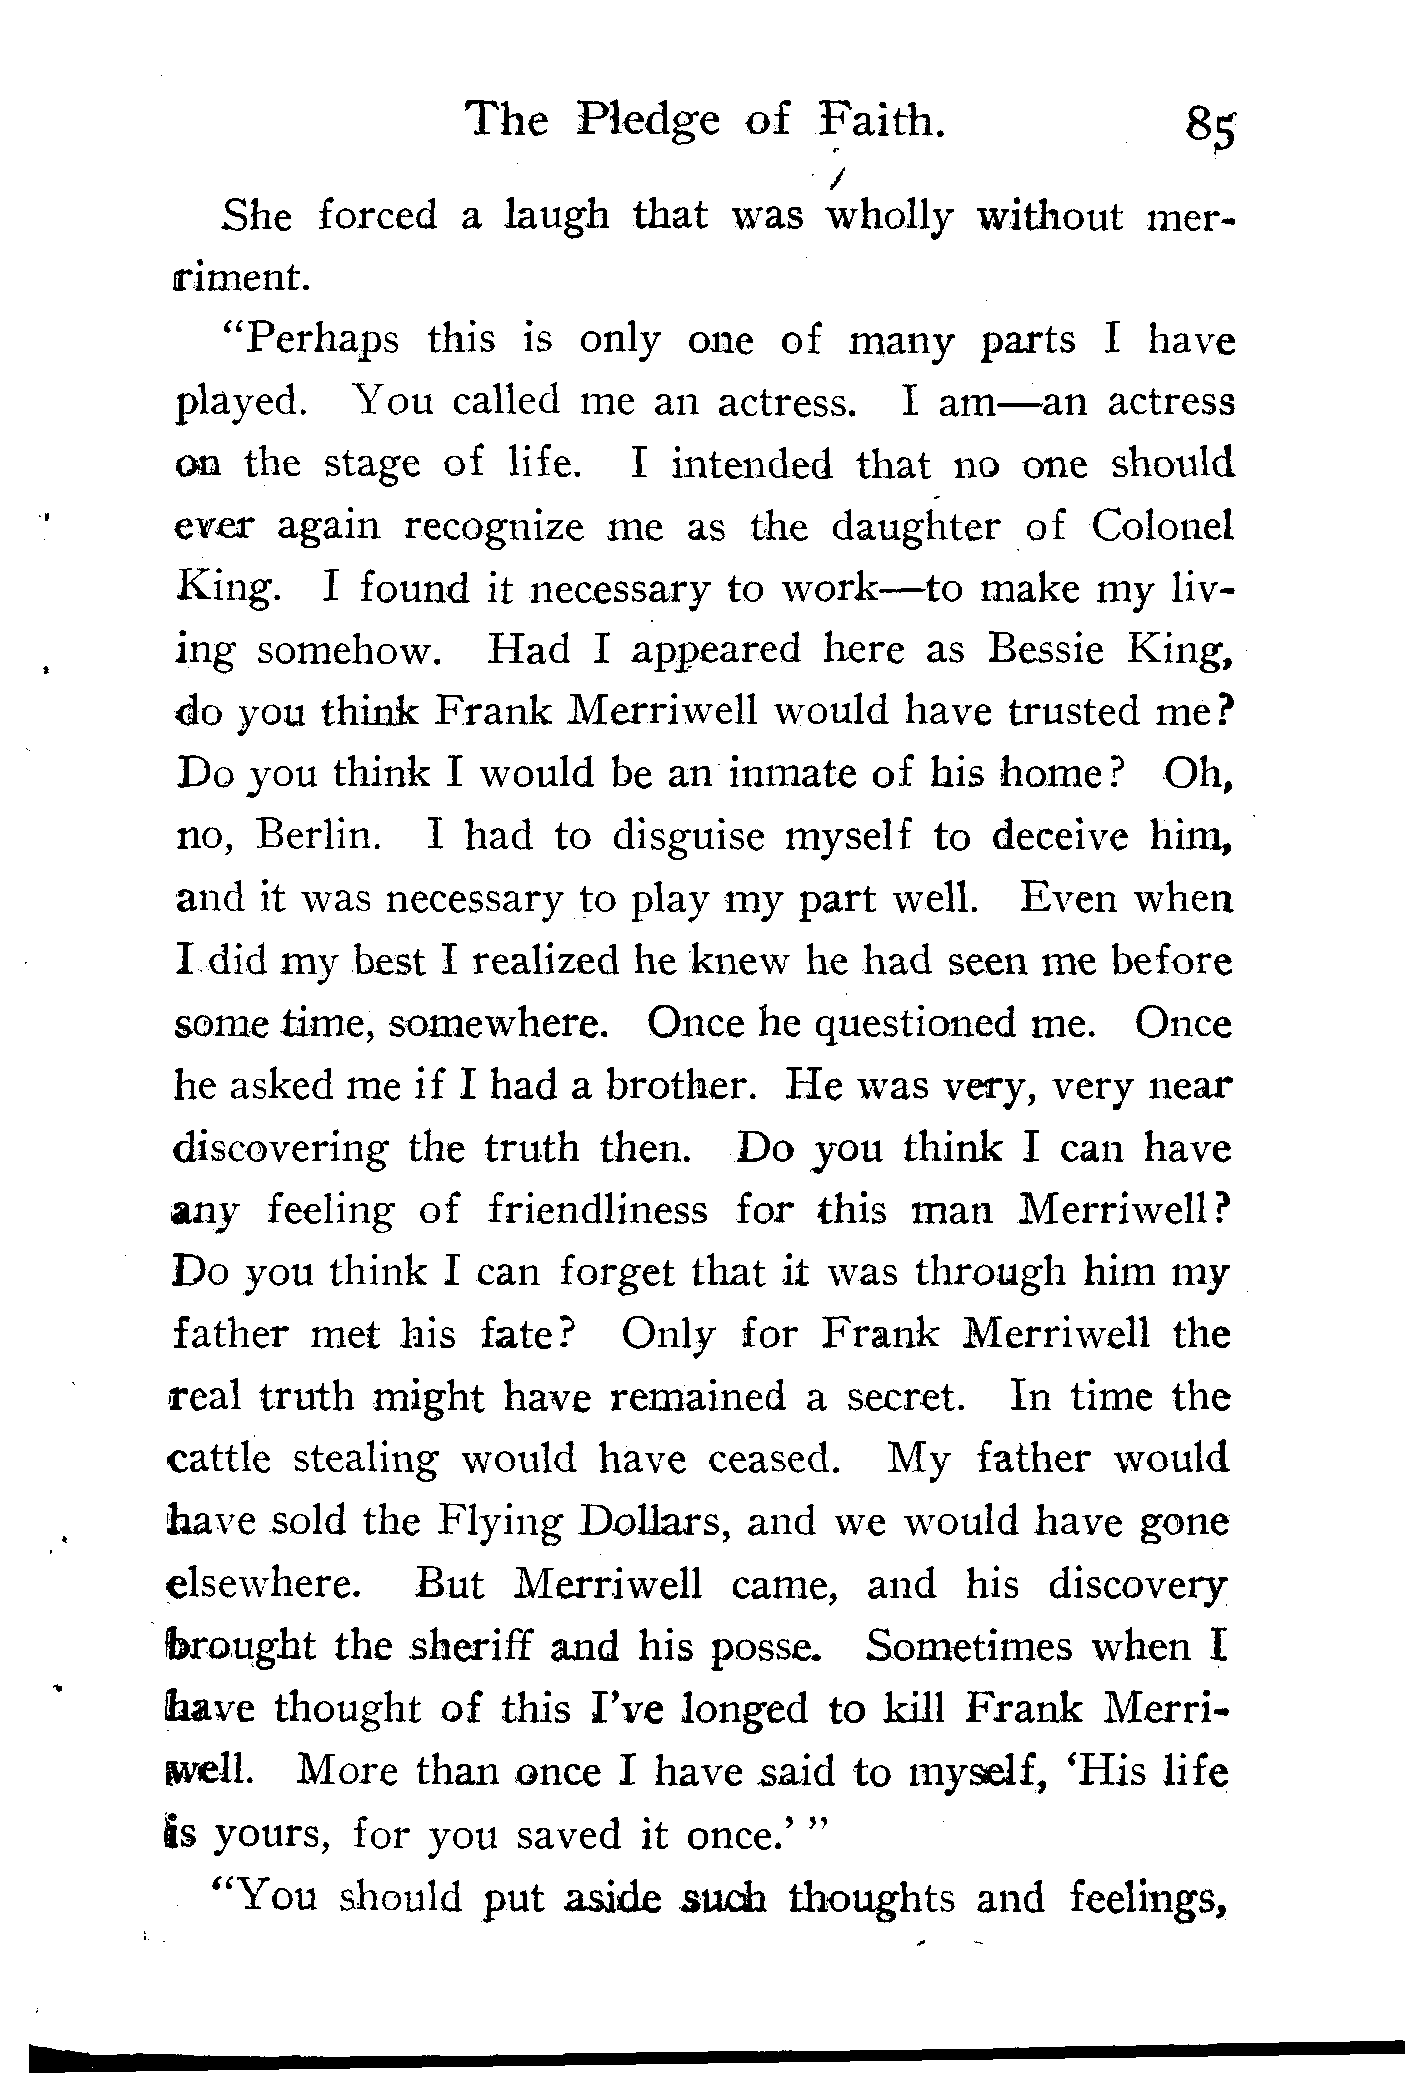 The Pledge of Faith. 85
She forced a laugh that was wholly without mer-
riment.
“Perhaps this is only one of many parts I have
played. You called me an actress. I am—an actress
on the stage of life. I intended that no one should
ever again recognize me as the daughter of Colonel
King. I found it necessary to work—to make my liv-
ing somehow. Had I appeared here as Bessie King,
do you think Frank Merriwell would have trusted me?
Do you think I would be an inmate of his home? Oh,
no, Berlin. I had to disguise myself to deceive him,
and it was necessary to play my part well. Even when
I did my best I realized he knew he had seen me before
some time, somewhere. Once he questioned me. Once
he asked me if I had a brother. He was very, very near
discovering the truth then. Do you think I can have
any feeling of friendliness for this man Merriwell?
Do you think I can forget that it was through him my
father met his fate? Only for Frank Merriwell the
real truth might have remained a secret. In time the
cattle stealing would have ceased. My father would
have sold the Flying Dollars, and we would have gone
elsewhere. But Merriwell came, and his discovery
brought the sheriff and his posse. Sometimes when I
have thought of this I’ve longed to kill Frank Merri-
well. More than once I have said to myself, ‘His life
is yours, for you saved it once.’ ”
“You should put aside such thoughts and feelings,